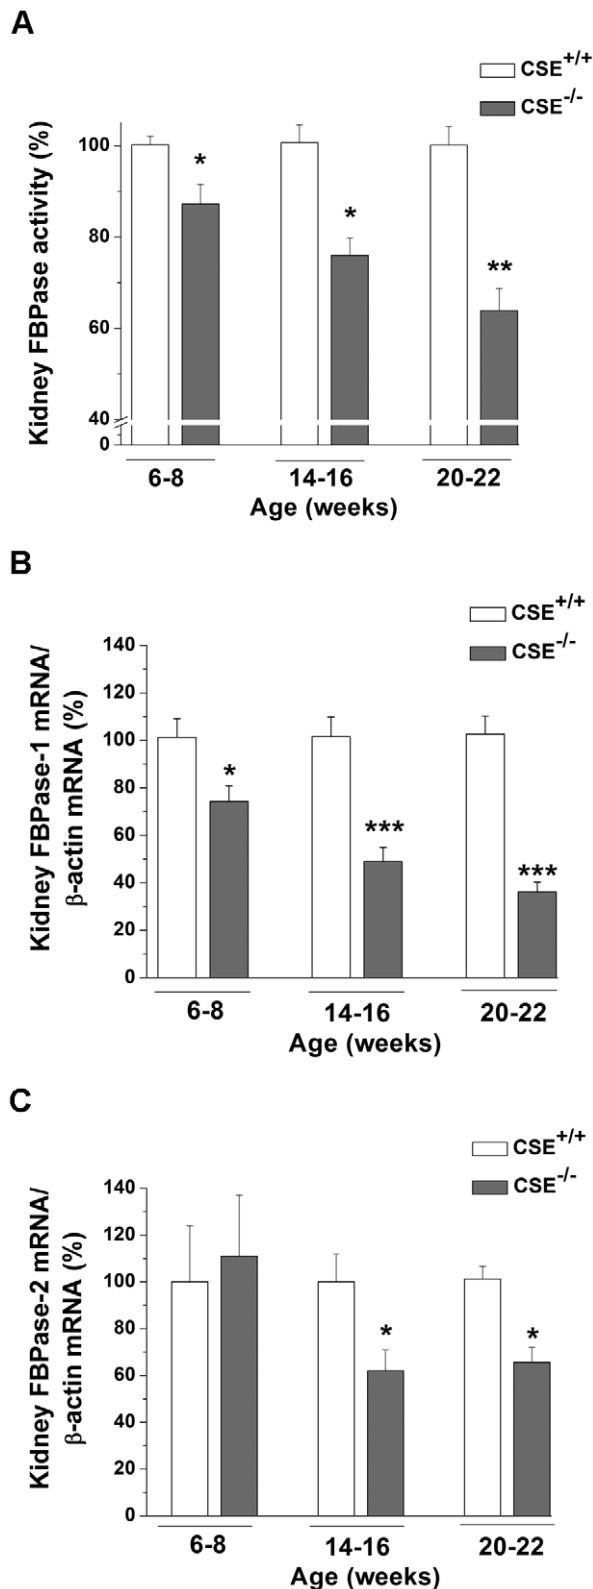 A
CSE+/+
CSE-/-
Kidney FBPase activity (%)
100
80
60
40
0
*
*
**
6-8
14-16
20-22
Age (weeks)
B
CSE+/+
CSE-/-
Kidney FBPase-1 mRNA/
β-actin mRNA (%)
140
120
100
80
60
40
20
0
*
***
***
6-8
14-16
20-22
Age (weeks)
C
CSE+/+
CSE-/-
Kidney FBPase-2 mRNA/
β-actin mRNA (%)
140
120
100
80
60
40
20
0
*
*
6-8
14-16
20-22
Age (weeks)